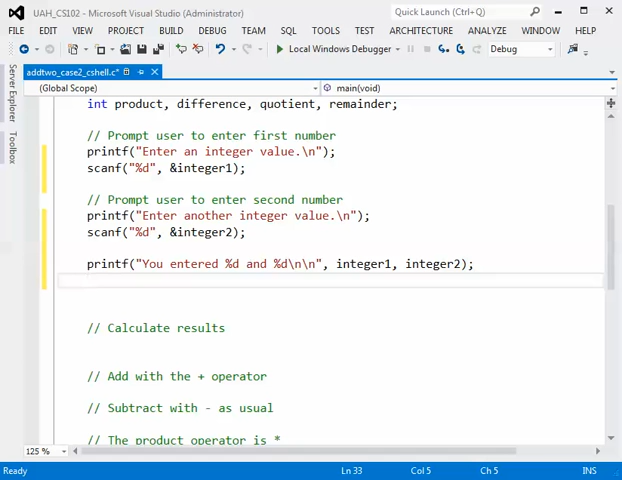 UAH_CS102 - Microsoft Visual Studio (Administrator)
Quick Launch (Ctrl+Q)
FILE EDIT VIEW PROJECT BUILD DEBUG TEAM SQL TOOLS TEST ARCHITECTURE ANALYZE WINDOW HELP
Local Windows Debugger Debug
Server Explorer
Toolbox
addtwo_case2_cshell.c*
(Global Scope) main(void)
int product, difference, quotient, remainder;
// Prompt user to enter first number
printf("Enter an integer value.\n");
scanf("%d", &integer1);
// Prompt user to enter second number
printf("Enter another integer value.\n");
scanf("%d", &integer2);
printf("You entered %d and %d\n\n", integer1, integer2);
// Calculate results
// Add with the + operator
// Subtract with - as usual
// The product operator is *
125 %
Ready Ln 33 Col 5 Ch 5 INS